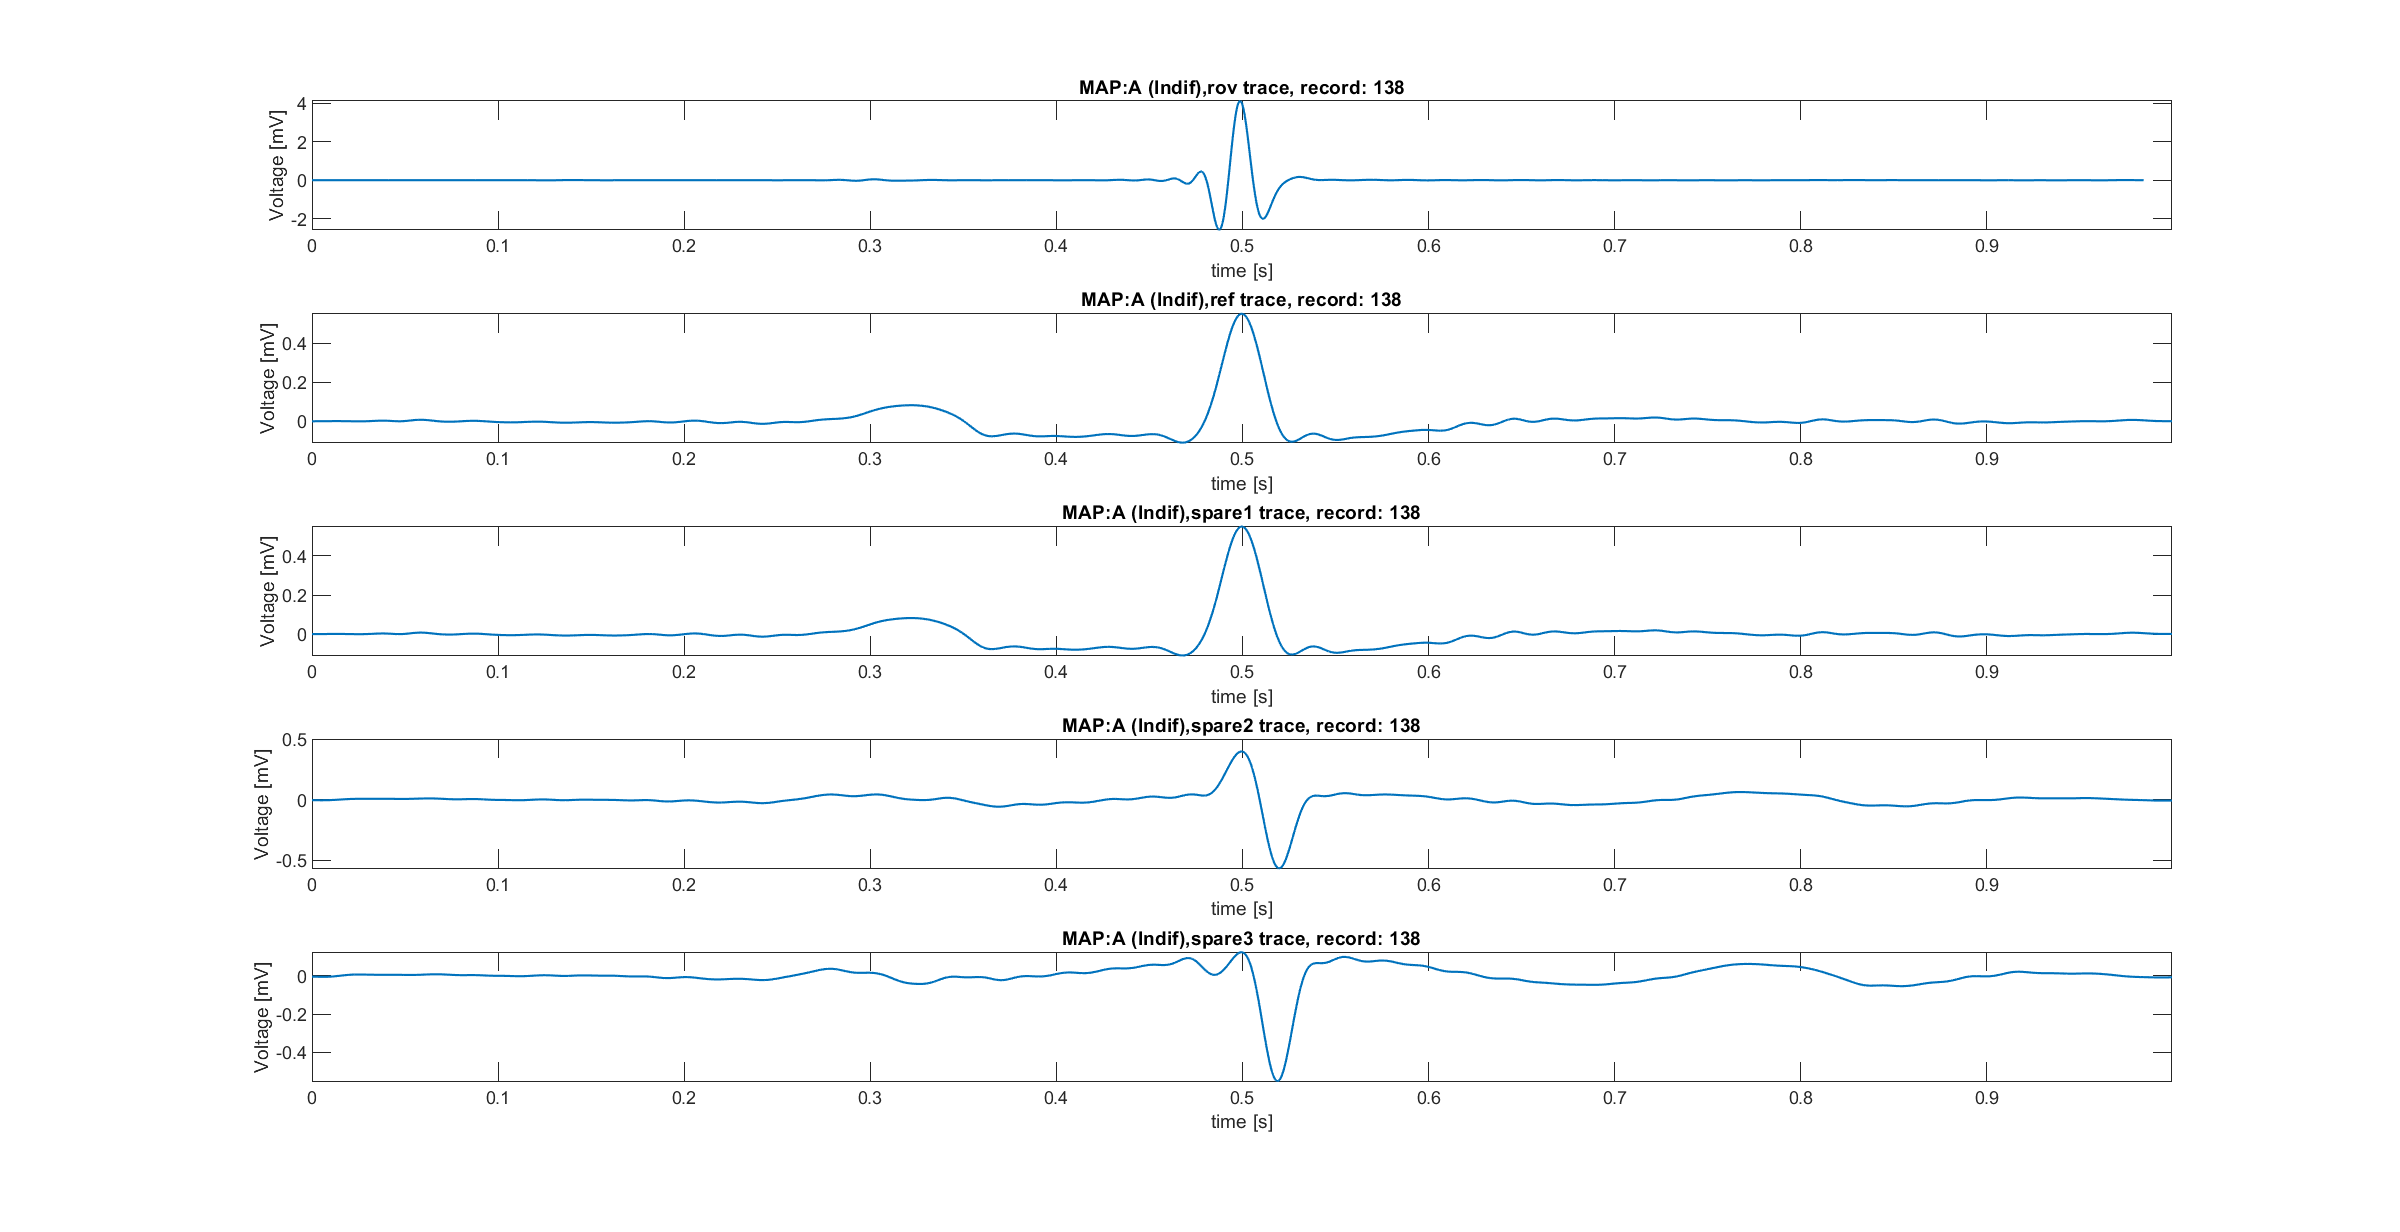 MAP:A (Indif),rov trace, record: 138
Voltage [mV]
4
2
0
-2
0 0.1 0.2 0.3 0.4 0.5 0.6 0.7 0.8 0.9
time [s]
MAP:A (Indif),ref trace, record: 138
Voltage [mV]
0.4
0.2
0
0 0.1 0.2 0.3 0.4 0.5 0.6 0.7 0.8 0.9
time [s]
MAP:A (Indif),spare1 trace, record: 138
Voltage [mV]
0.4
0.2
0
0 0.1 0.2 0.3 0.4 0.5 0.6 0.7 0.8 0.9
time [s]
MAP:A (Indif),spare2 trace, record: 138
Voltage [mV]
0.5
0
-0.5
0 0.1 0.2 0.3 0.4 0.5 0.6 0.7 0.8 0.9
time [s]
MAP:A (Indif),spare3 trace, record: 138
Voltage [mV]
0
-0.2
-0.4
0 0.1 0.2 0.3 0.4 0.5 0.6 0.7 0.8 0.9
time [s]